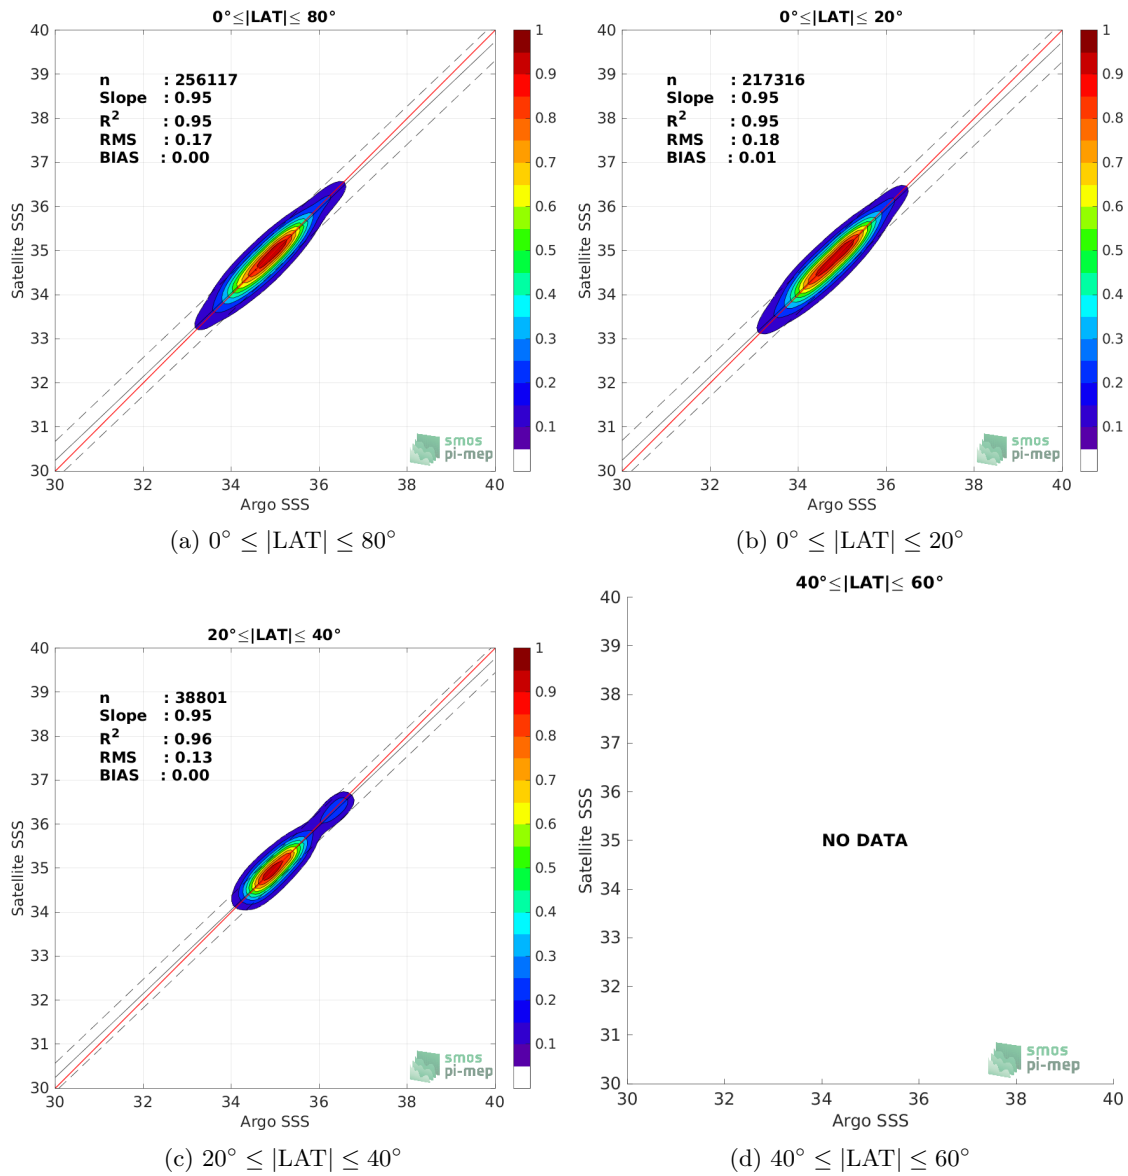 0°≤|LAT|≤ 80°
40
39
38
37
36
35
34
33
32
31
30
Satellite SSS
n : 256117
Slope : 0.95
R² : 0.95
RMS : 0.17
BIAS : 0.00
smos
pi-mep
30 32 34 36 38 40
Argo SSS
1
0.9
0.8
0.7
0.6
0.5
0.4
0.3
0.2
0.1
(a) 0° ≤ |LAT| ≤ 80°
0°≤|LAT|≤ 20°
40
39
38
37
36
35
34
33
32
31
30
Satellite SSS
n : 217316
Slope : 0.95
R² : 0.95
RMS : 0.18
BIAS : 0.01
smos
pi-mep
30 32 34 36 38 40
Argo SSS
1
0.9
0.8
0.7
0.6
0.5
0.4
0.3
0.2
0.1
(b) 0° ≤ |LAT| ≤ 20°
20°≤|LAT|≤ 40°
40
39
38
37
36
35
34
33
32
31
30
Satellite SSS
n : 38801
Slope : 0.95
R² : 0.96
RMS : 0.13
BIAS : 0.00
smos
pi-mep
30 32 34 36 38 40
Argo SSS
1
0.9
0.8
0.7
0.6
0.5
0.4
0.3
0.2
0.1
(c) 20° ≤ |LAT| ≤ 40°
40°≤|LAT|≤ 60°
40
39
38
37
36
35
34
33
32
31
30
Satellite SSS
NO DATA
smos
pi-mep
30 32 34 36 38 40
Argo SSS
(d) 40° ≤ |LAT| ≤ 60°